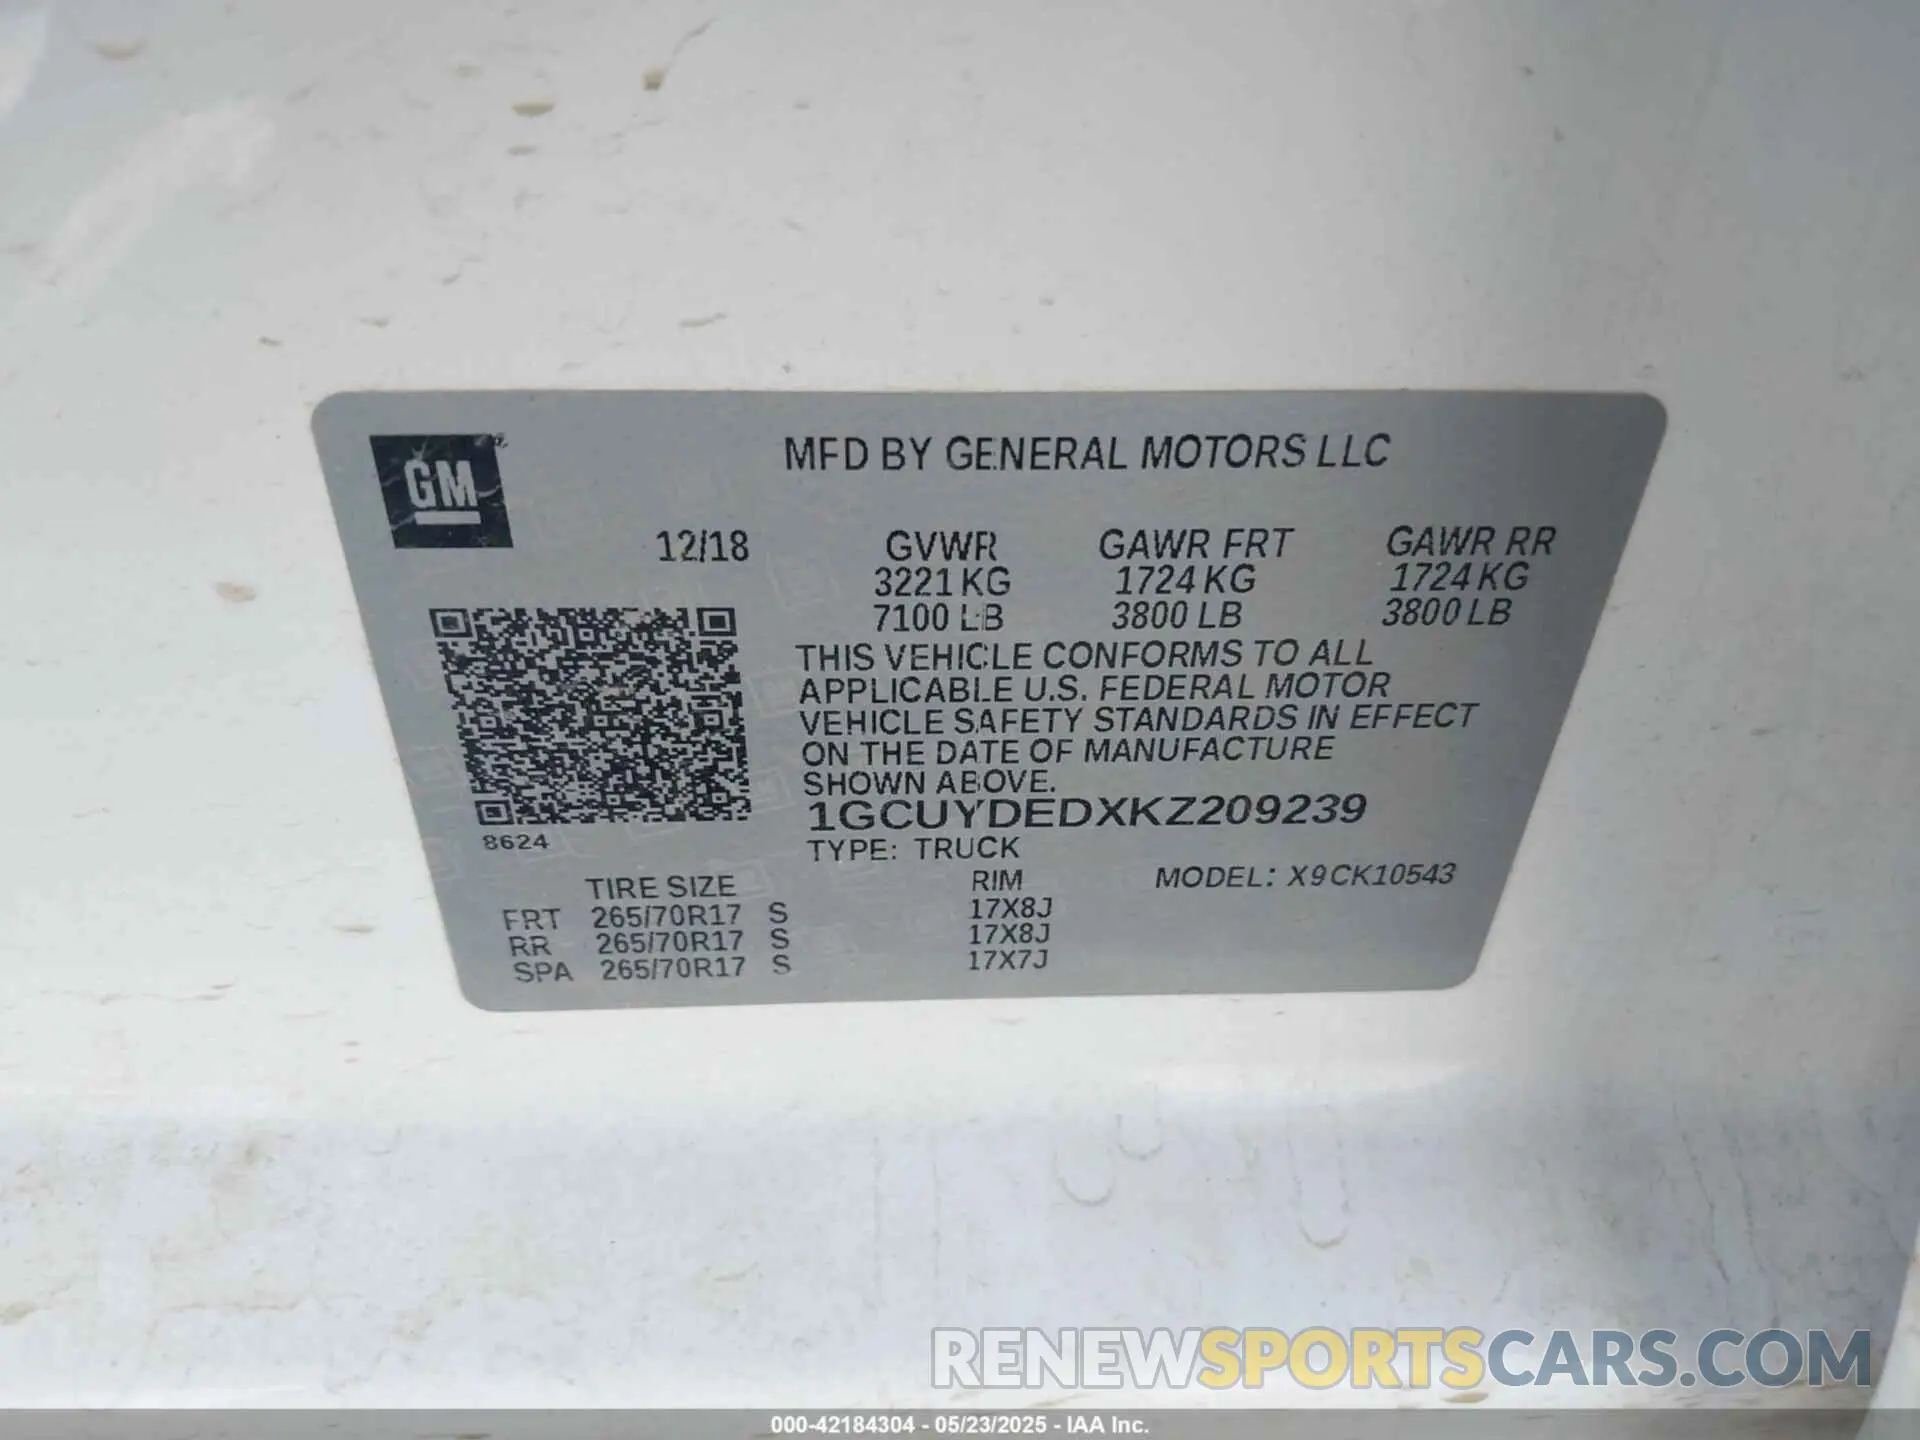 GM®
MFD BY GENERAL MOTORS LLC
12/18 GVWR GAWR FRT GAWR RR
3221 KG 1724 KG 1724 KG
7100 LB 3800 LB 3800 LB
THIS VEHICLE CONFORMS TO ALL
APPLICABLE U.S. FEDERAL MOTOR
VEHICLE SAFETY STANDARDS IN EFFECT
ON THE DATE OF MANUFACTURE
SHOWN ABOVE.
1GCUYDEDXKZ209239
8624
TYPE: TRUCK
TIRE SIZE RIM MODEL: X9CK10543
FRT 265/70R17 S 17X8J
RR 265/70R17 S 17X8J
SPA 265/70R17 S 17X7J
RENEWSPORTSCARS.COM
000-42184304 - 05/23/2025 - IAA Inc.